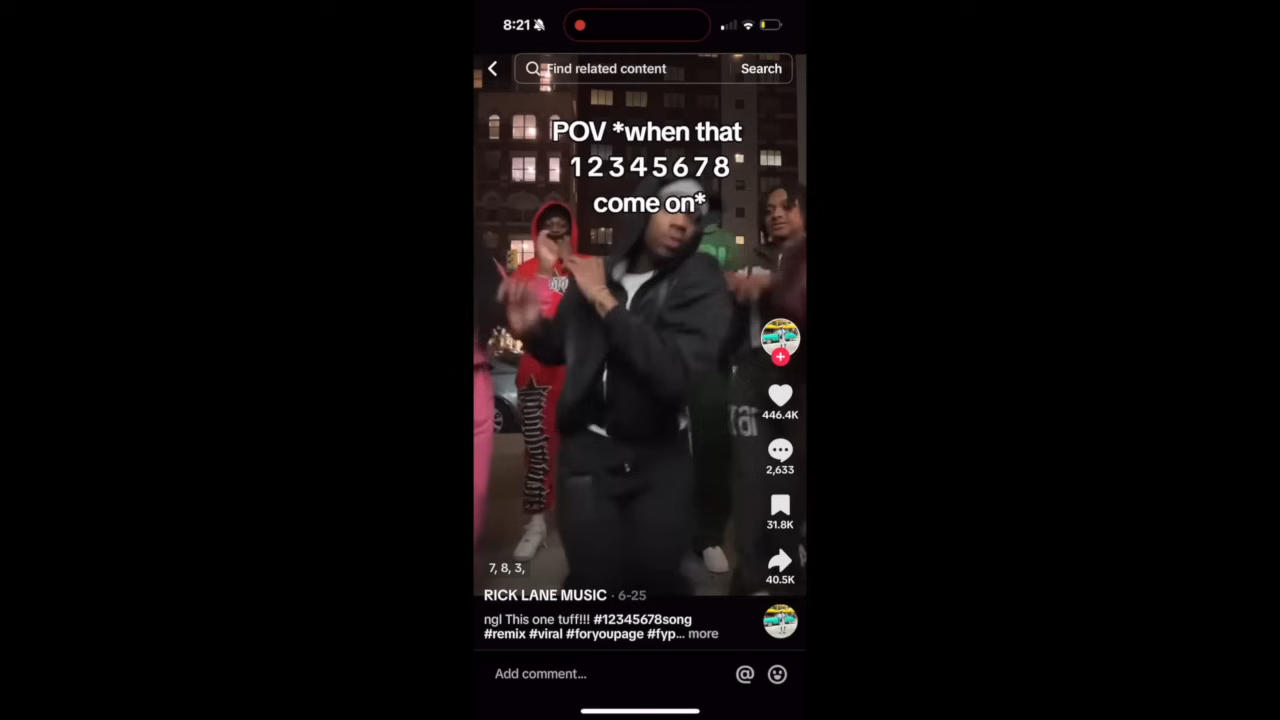 8:21
Find related content
Search
POV *when that
1 2 3 4 5 6 7 8
come on*
446.4K
2,633
31.8K
40.5K
7, 8, 3,
RICK LANE MUSIC · 6-25
ngl This one tuff!!! #12345678song
#remix #viral #foryoupage #fyp... more
Add comment...